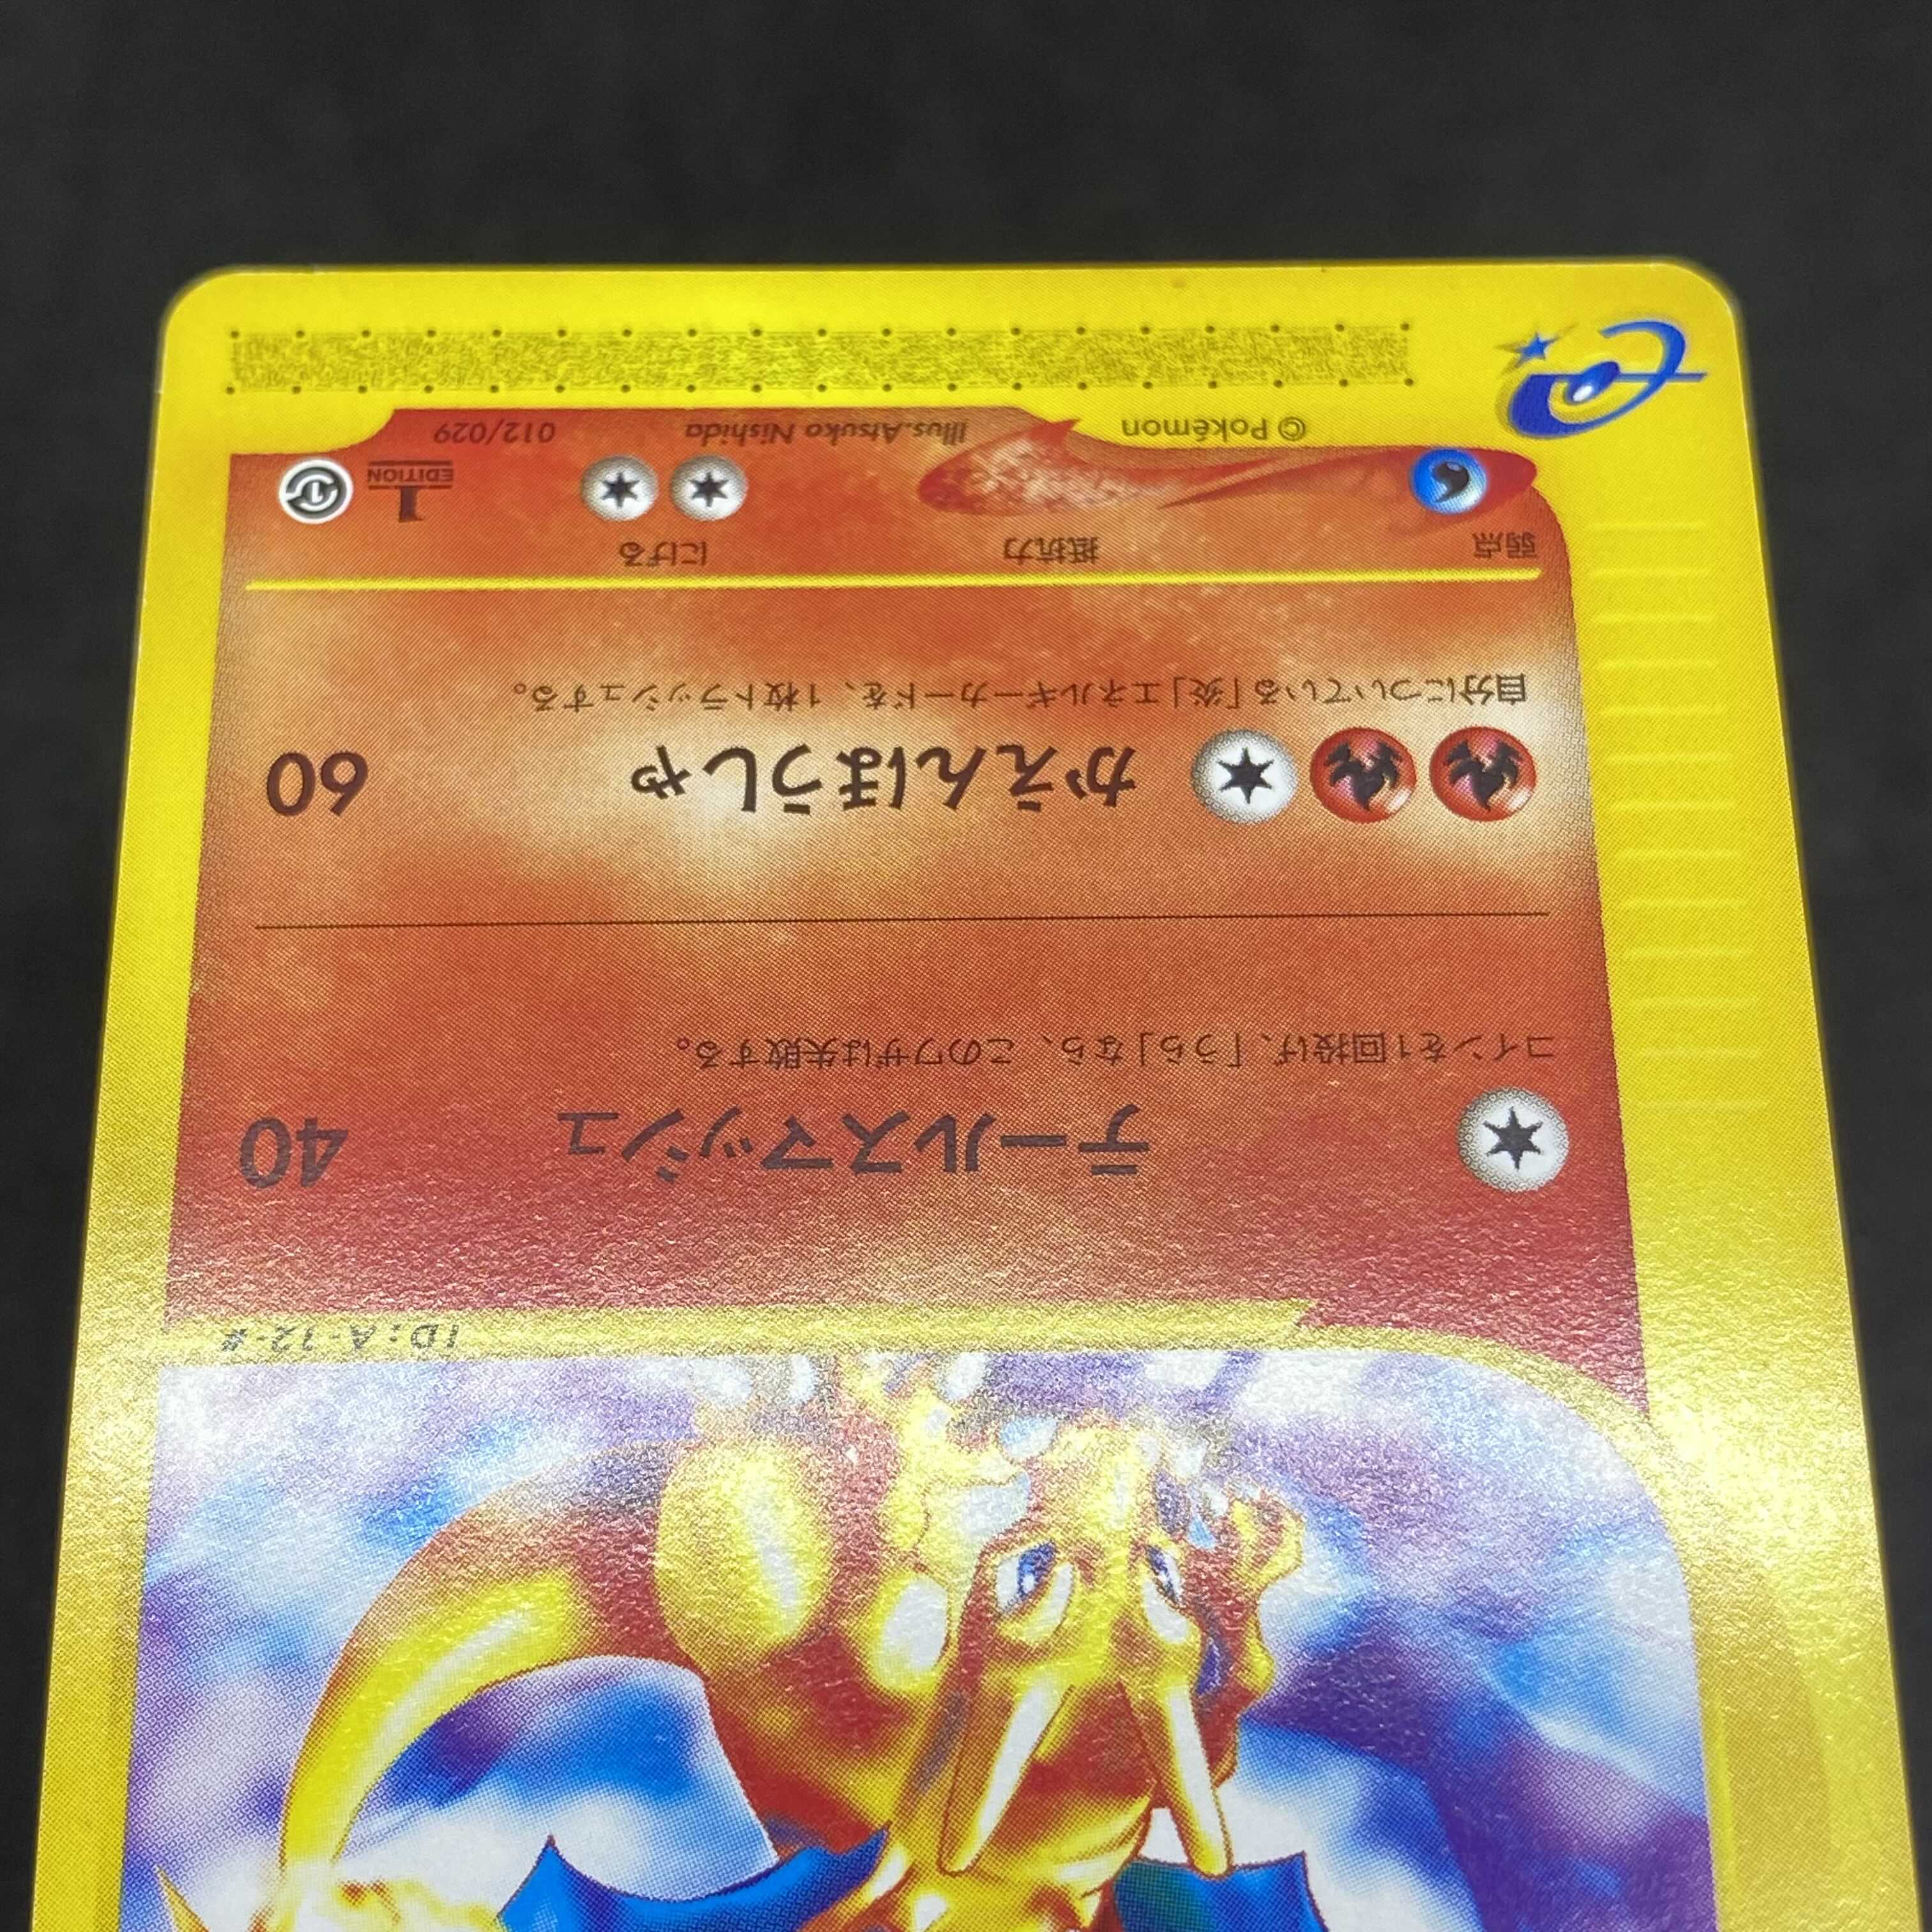 ID:A-12-#
テールスマッシュ 40
コインを1回投げ、「うら」なら、このワザは失敗する。
かえんほうしゃ 60
自分についている「炎」エネルギーカードを、1枚トラッシュする。
弱点 抵抗力 にげる
1 EDITION
1
© Pokémon Illus.Atsuko Nishida 012/029
e